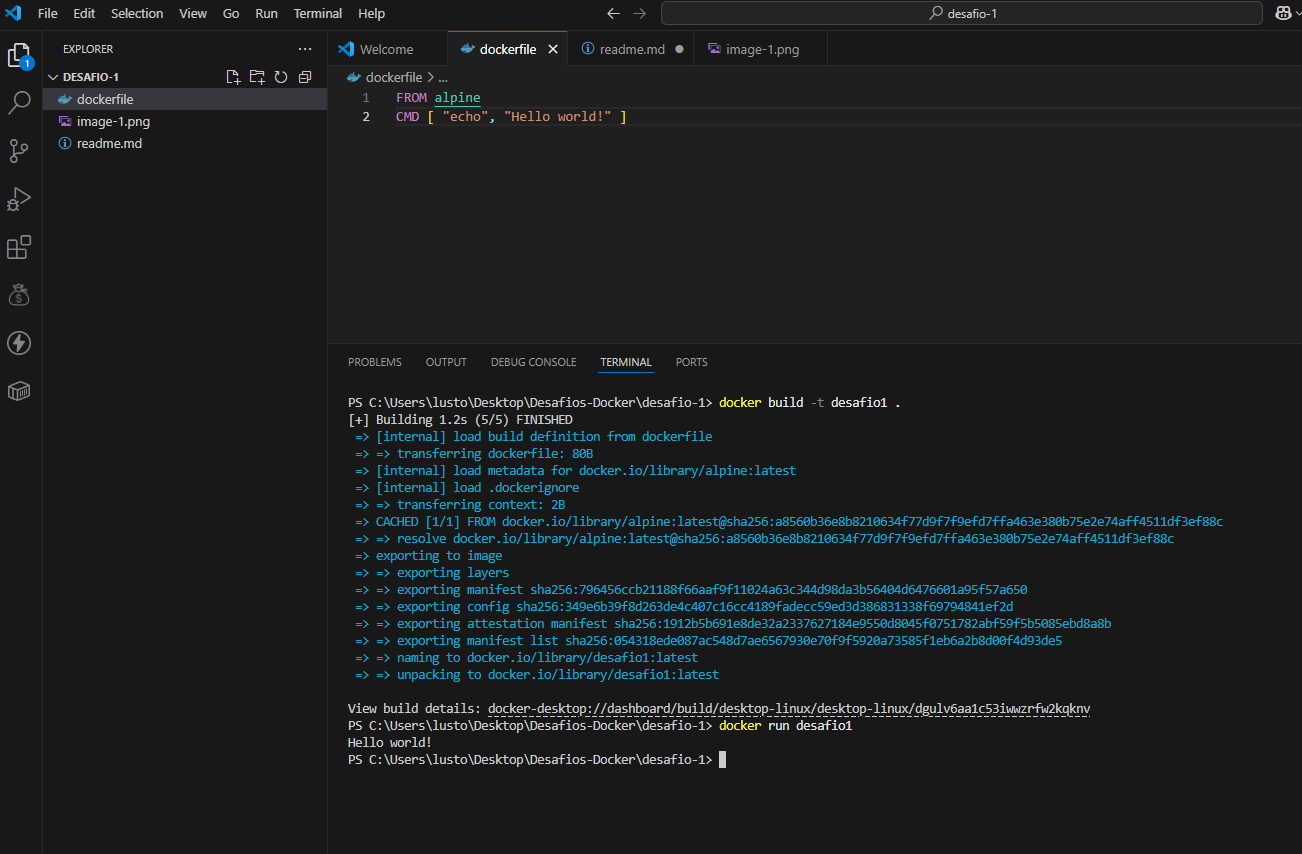 File Edit Selection View Go Run Terminal Help
desafio-1
EXPLORER
1
DESAFIO-1
dockerfile
image-1.png
readme.md
Welcome
dockerfile
readme.md
image-1.png
dockerfile > ...
1 FROM alpine
2 CMD [ "echo", "Hello world!" ]
PROBLEMS OUTPUT DEBUG CONSOLE TERMINAL PORTS
PS C:\Users\lusto\Desktop\Desafios-Docker\desafio-1> docker build -t desafio1 .
[+] Building 1.2s (5/5) FINISHED
=> [internal] load build definition from dockerfile
=> => transferring dockerfile: 80B
=> [internal] load metadata for docker.io/library/alpine:latest
=> [internal] load .dockerignore
=> => transferring context: 2B
=> CACHED [1/1] FROM docker.io/library/alpine:latest@sha256:a8560b36e8b8210634f77d9f7f9efd7ffa463e380b75e2e74aff4511df3ef88c
=> => resolve docker.io/library/alpine:latest@sha256:a8560b36e8b8210634f77d9f7f9efd7ffa463e380b75e2e74aff4511df3ef88c
=> exporting to image
=> => exporting layers
=> => exporting manifest sha256:796456ccb21188f66aaf9f11024a63c344d98da3b56404d6476601a95f57a650
=> => exporting config sha256:349e6b39f8d263de4c407c16cc4189fadecc59ed3d386831338f69794841ef2d
=> => exporting attestation manifest sha256:1912b5b691e8de32a2337627184e9550d8045f0751782abf59f5b5085ebd8a8b
=> => exporting manifest list sha256:054318ede087ac548d7ae6567930e70f9f5920a73585f1eb6a2b8d00f4d93de5
=> => naming to docker.io/library/desafio1:latest
=> => unpacking to docker.io/library/desafio1:latest
View build details: docker-desktop://dashboard/build/desktop-linux/desktop-linux/dgulv6aa1c53iwwzrfw2kqknv
PS C:\Users\lusto\Desktop\Desafios-Docker\desafio-1> docker run desafio1
Hello world!
PS C:\Users\lusto\Desktop\Desafios-Docker\desafio-1>